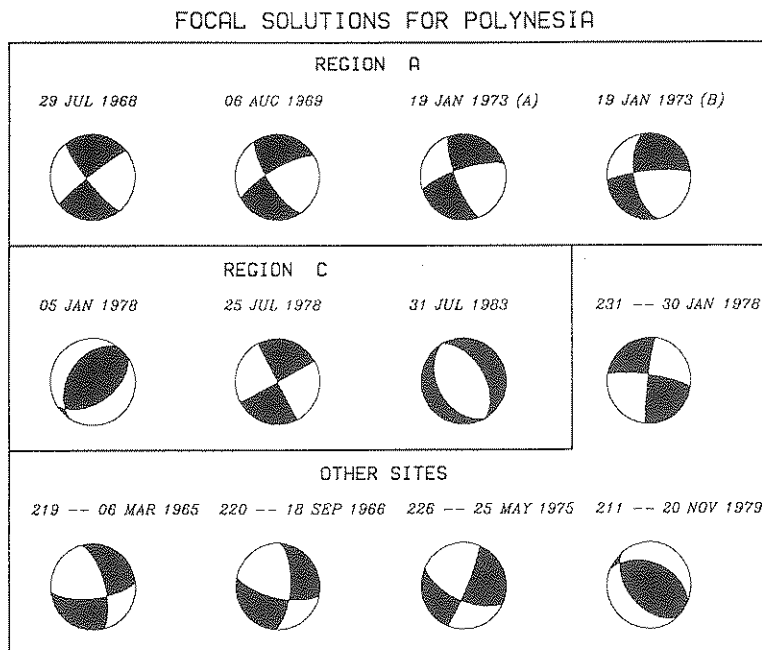 FOCAL SOLUTIONS FOR POLYNESIA
REGION A
29 JUL 1968 06 AUG 1969 19 JAN 1973 (A) 19 JAN 1973 (B)
REGION C
05 JAN 1978 25 JUL 1978 31 JUL 1983 231 -- 30 JAN 1978
OTHER SITES
219 -- 06 MAR 1965 220 -- 18 SEP 1966 226 -- 25 MAY 1975 211 -- 20 NOV 1979